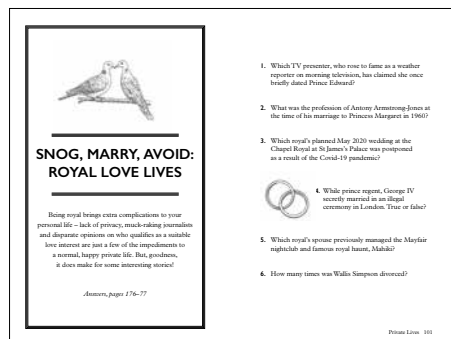 SNOG, MARRY, AVOID:
ROYAL LOVE LIVES
Being royal brings extra complications to your
personal life – lack of privacy, muck-raking journalists
and disparate opinions on who qualifies as a suitable
love interest are just a few of the impediments to
a normal, happy private life. But, goodness,
it does make for some interesting stories!
Answers, pages 176–77
1. Which TV presenter, who rose to fame as a weather
reporter on morning television, has claimed she once
briefly dated Prince Edward?
2. What was the profession of Antony Armstrong-Jones at
the time of his marriage to Princess Margaret in 1960?
3. Which royal's planned May 2020 wedding at the
Chapel Royal at St James's Palace was postponed
as a result of the Covid-19 pandemic?
4. While prince regent, George IV
secretly married in an illegal
ceremony in London. True or false?
5. Which royal's spouse previously managed the Mayfair
nightclub and famous royal haunt, Mahiki?
6. How many times was Wallis Simpson divorced?
Private Lives 101